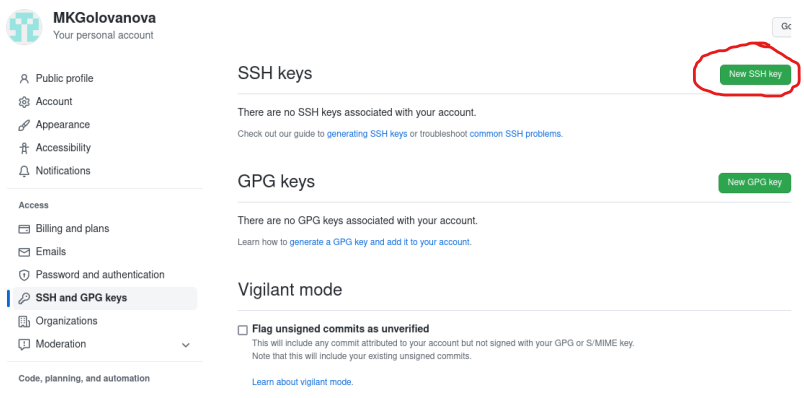 MKGolovanova
Your personal account
Go
Public profile
Account
Appearance
Accessibility
Notifications
Access
Billing and plans
Emails
Password and authentication
SSH and GPG keys
Organizations
Moderation
Code, planning, and automation
SSH keys
New SSH key
There are no SSH keys associated with your account.
Check out our guide to generating SSH keys or troubleshoot common SSH problems.
GPG keys
New GPG key
There are no GPG keys associated with your account.
Learn how to generate a GPG key and add it to your account.
Vigilant mode
Flag unsigned commits as unverified
This will include any commit attributed to your account but not signed with your GPG or S/MIME key.
Note that this will include your existing unsigned commits.
Learn about vigilant mode.